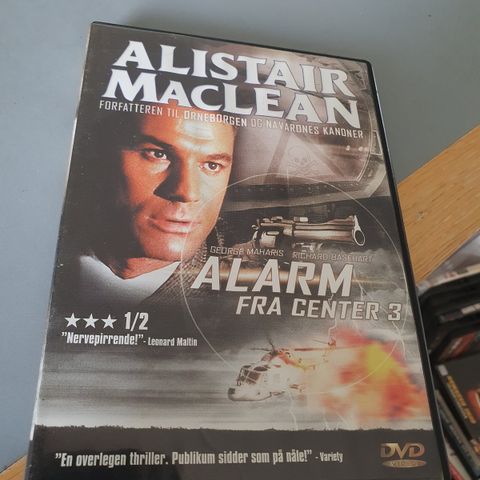 ALISTAIR
MACLEAN
FORFATTEREN TIL ØRNEBORGEN OG NAVARONES KANONER
GEORGE MAHARIS RICHARD BASEHART
ALARM
FRA CENTER 3
★★★ 1/2
"Nervepirrende!" - Leonard Maltin
"En overlegen thriller. Publikum sidder som på nåle!" - Variety
DVD
VIDEO